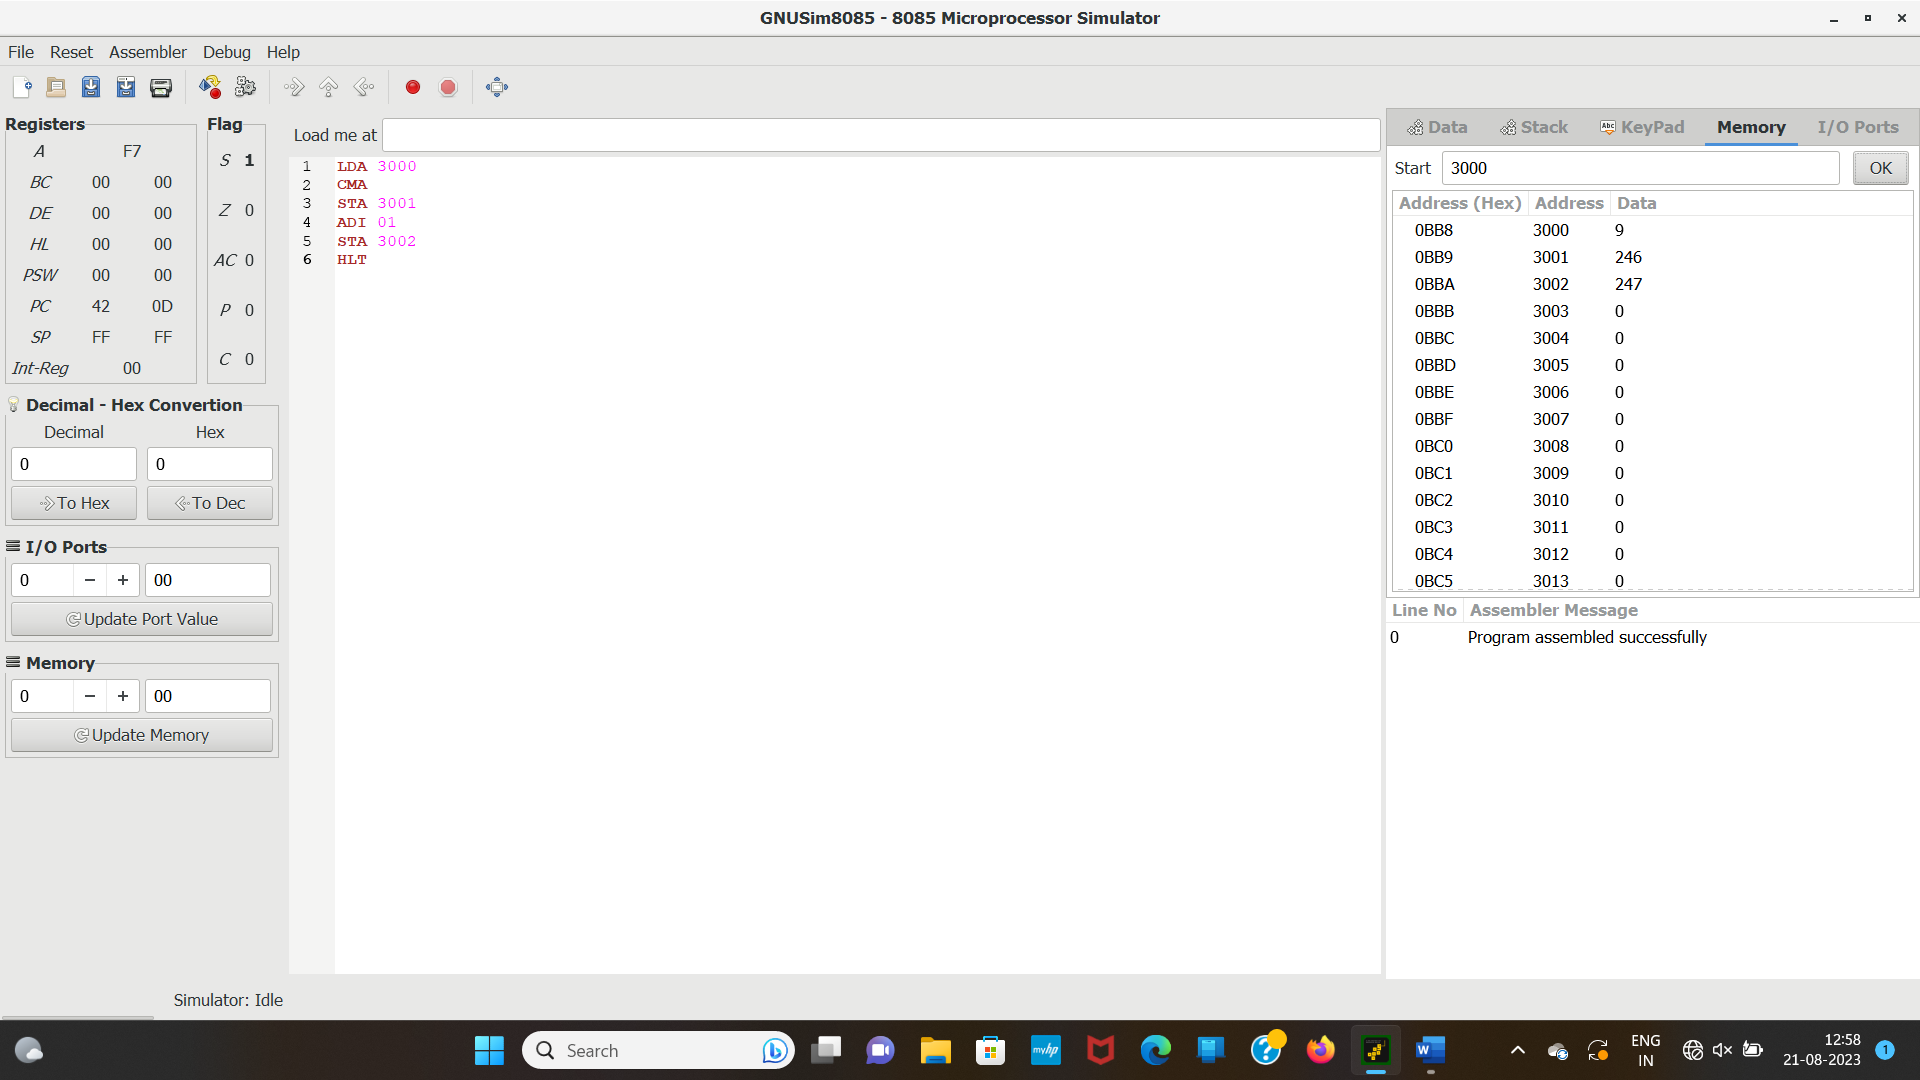 GNUSim8085 - 8085 Microprocessor Simulator
File Reset Assembler Debug Help
Registers
A F7
BC 00 00
DE 00 00
HL 00 00
PSW 00 00
PC 42 0D
SP FF FF
Int-Reg 00
Flag
S 1
Z 0
AC 0
P 0
C 0
Decimal - Hex Convertion
Decimal Hex
0 0
To Hex To Dec
I/O Ports
0 − + 00
Update Port Value
Memory
0 − + 00
Update Memory
Load me at
1 LDA 3000
2 CMA
3 STA 3001
4 ADI 01
5 STA 3002
6 HLT
Data Stack Abc KeyPad Memory I/O Ports
Start 3000 OK
Address (Hex) Address Data
0BB8 3000 9
0BB9 3001 246
0BBA 3002 247
0BBB 3003 0
0BBC 3004 0
0BBD 3005 0
0BBE 3006 0
0BBF 3007 0
0BC0 3008 0
0BC1 3009 0
0BC2 3010 0
0BC3 3011 0
0BC4 3012 0
0BC5 3013 0
Line No Assembler Message
0 Program assembled successfully
Simulator: Idle
Search
myhp
W
ENG
IN
12:58
21-08-2023
1